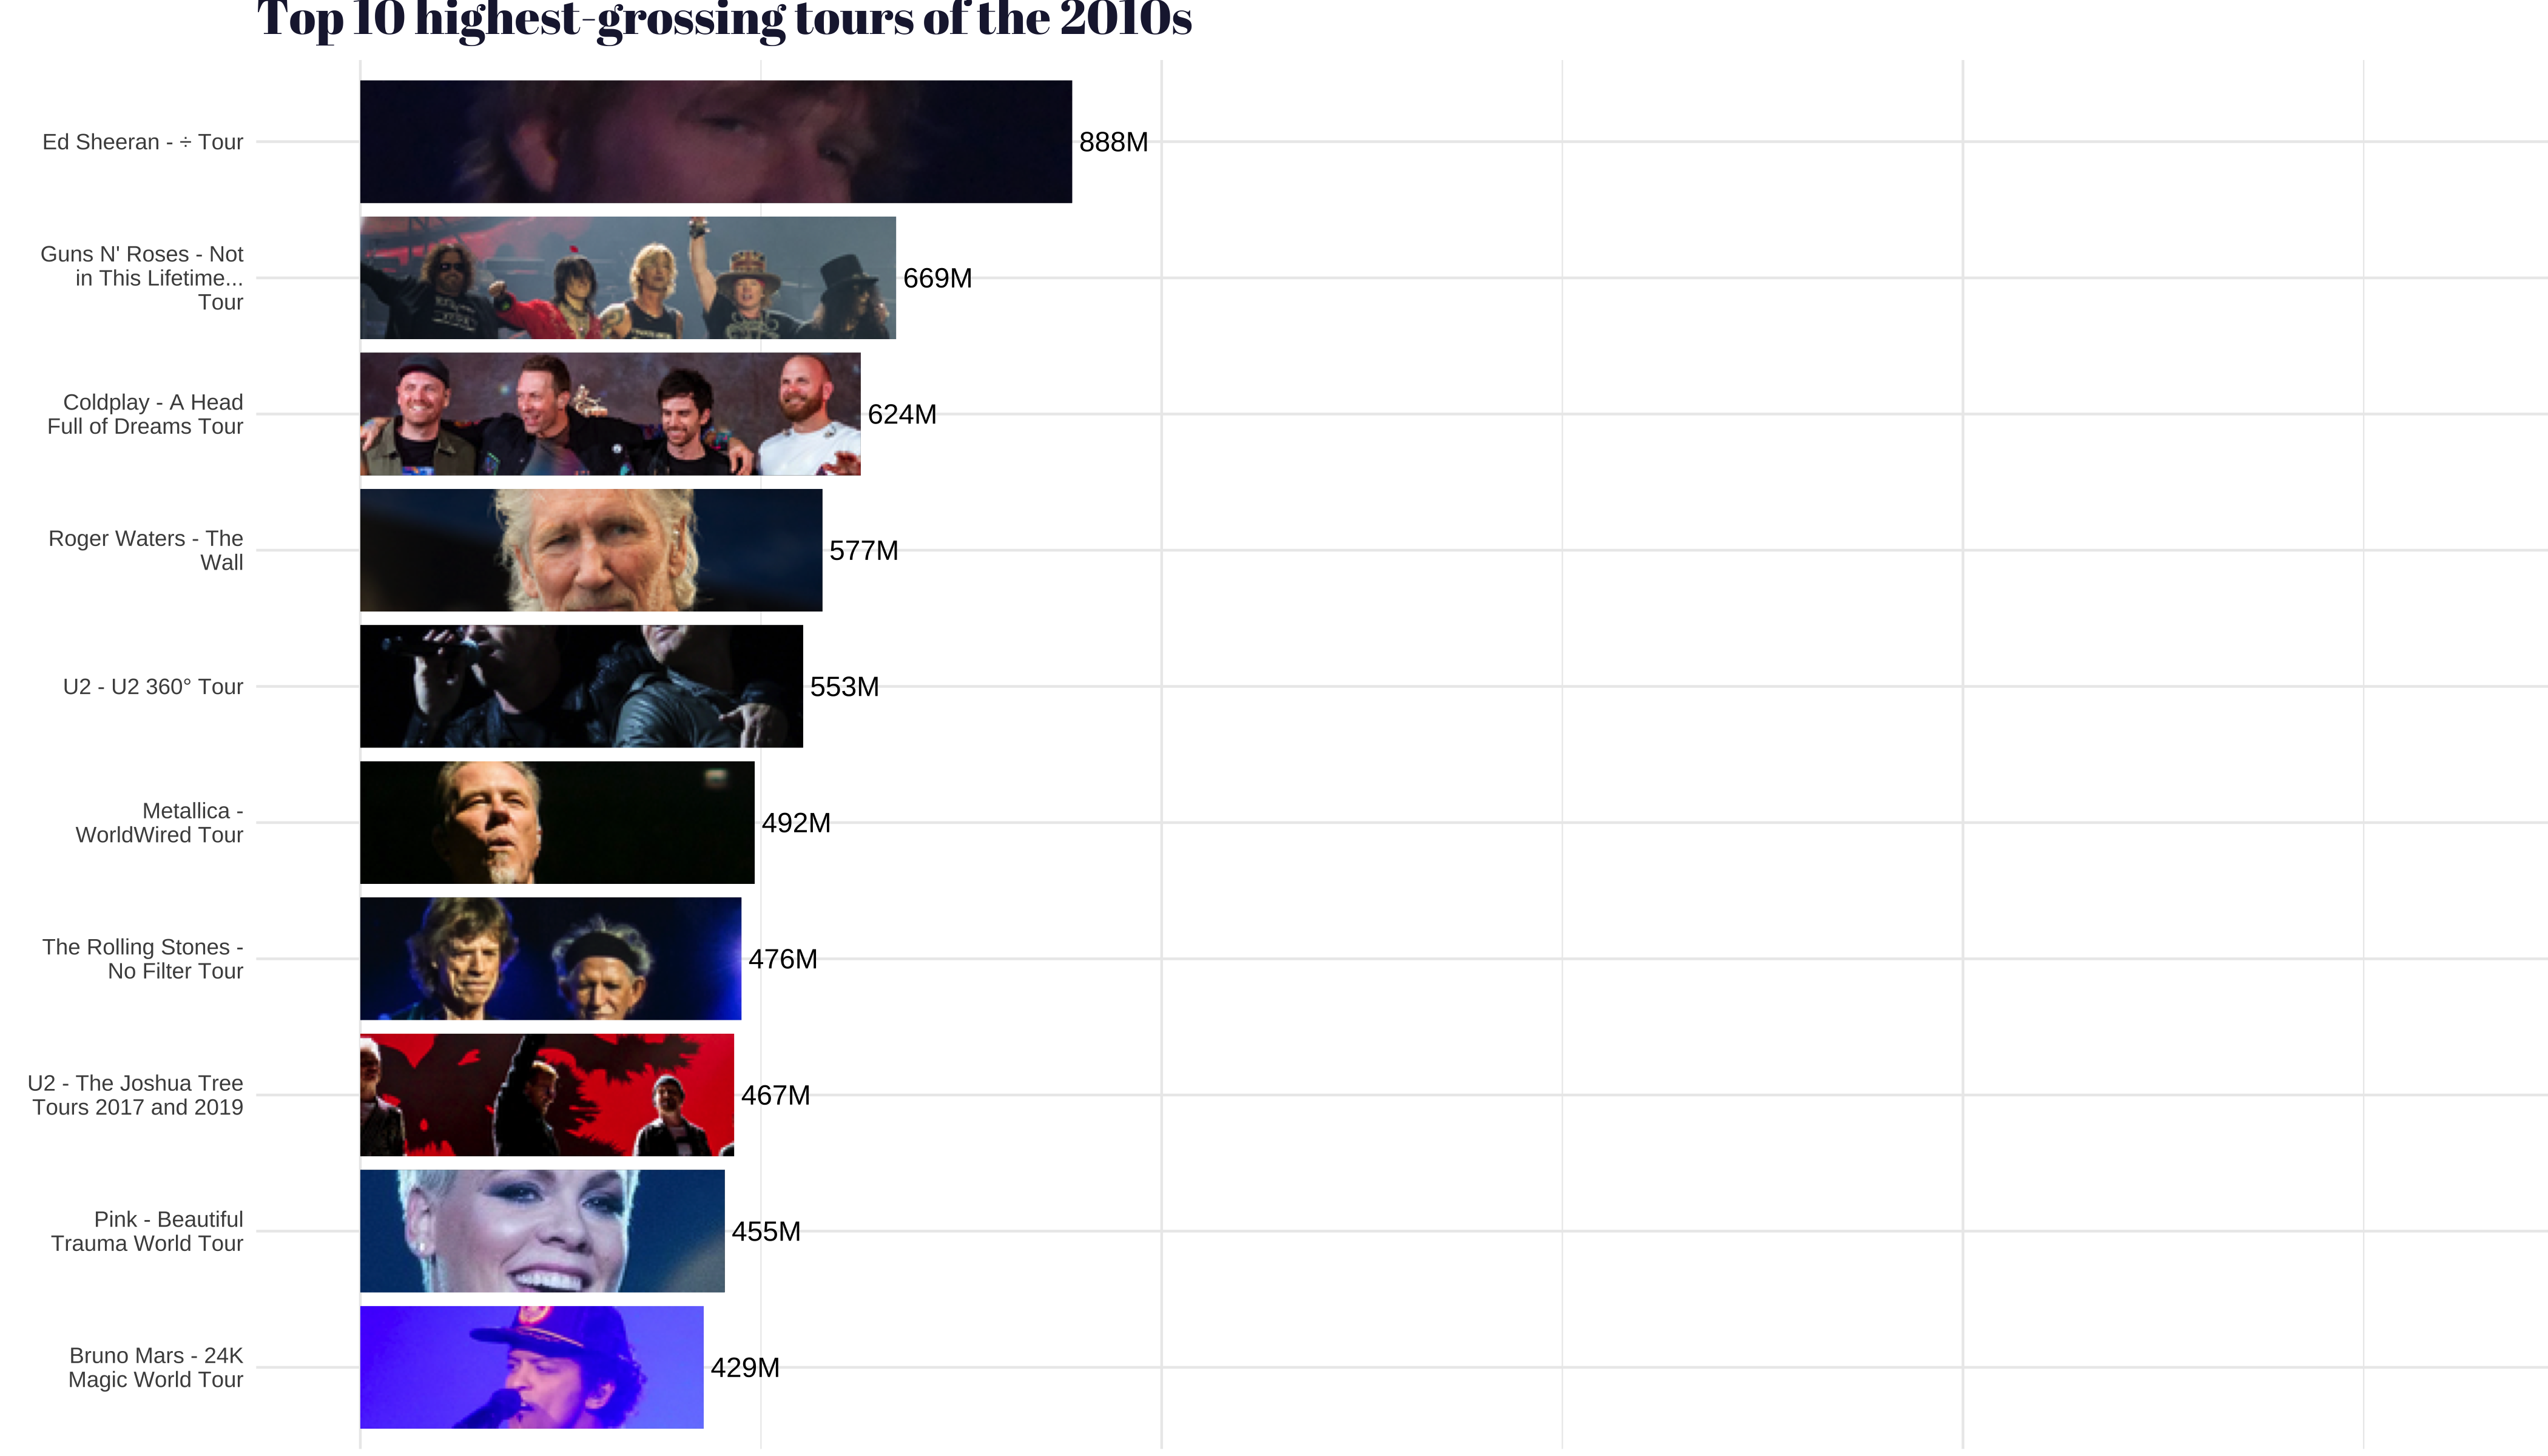 Top 10 highest-grossing tours of the 2010s
Ed Sheeran - ÷ Tour
888M
Guns N' Roses - Not
in This Lifetime...
Tour
669M
Coldplay - A Head
Full of Dreams Tour
624M
Roger Waters - The
Wall
577M
U2 - U2 360° Tour
553M
Metallica -
WorldWired Tour
492M
The Rolling Stones -
No Filter Tour
476M
U2 - The Joshua Tree
Tours 2017 and 2019
467M
Pink - Beautiful
Trauma World Tour
455M
Bruno Mars - 24K
Magic World Tour
429M